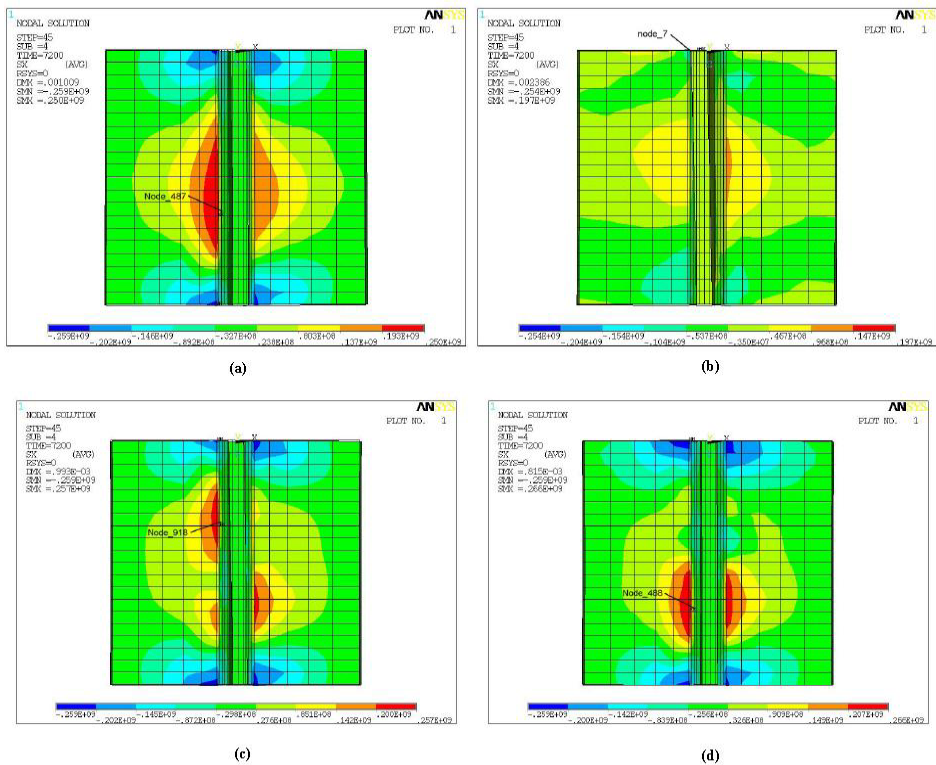 1
ANSYS
NODAL SOLUTION
PLOT NO. 1
STEP=45
SUB =4
TIME=7200
SX (AVG)
RSYS=0
DMX =.001009
SMN =-.259E+09
SMX =.250E+09
X
Node_487
-.259E+09 -.146E+09 -.327E+08 .803E+08 .193E+09
-.202E+09 -.892E+08 .238E+08 .137E+09 .250E+09
(a)
1
ANSYS
NODAL SOLUTION
PLOT NO. 1
STEP=45
SUB =4
TIME=7200
SX (AVG)
RSYS=0
DMX =.002386
SMN =-.254E+09
SMX =.197E+09
node_7
X
-.254E+09 -.154E+09 -.537E+08 .467E+08 .147E+09
-.204E+09 -.104E+09 -.350E+07 .968E+08 .197E+09
(b)
1
ANSYS
NODAL SOLUTION
PLOT NO. 1
STEP=45
SUB =4
TIME=7200
SX (AVG)
RSYS=0
DMX =.993E-03
SMN =-.259E+09
SMX =.257E+09
X
Node_918
-.259E+09 -.145E+09 -.298E+08 .851E+08 .200E+09
-.202E+09 -.872E+08 .276E+08 .142E+09 .257E+09
(c)
1
ANSYS
NODAL SOLUTION
PLOT NO. 1
STEP=45
SUB =4
TIME=7200
SX (AVG)
RSYS=0
DMX =.815E-03
SMN =-.259E+09
SMX =.266E+09
X
Node_488
-.259E+09 -.142E+09 -.256E+08 .909E+08 .207E+09
-.200E+09 -.839E+08 .326E+08 .149E+09 .266E+09
(d)